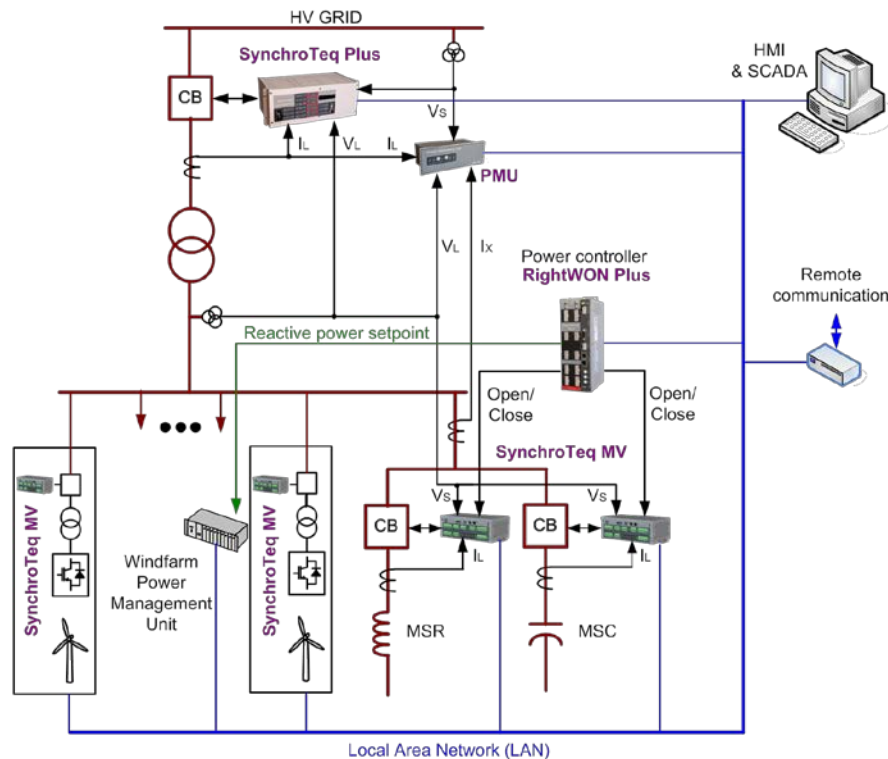 HV GRID
SynchroTeq Plus
HMI
& SCADA
CB
VS
IL
VL
IL
PMU
VL
IX
Power controller
RightWON Plus
Remote
communication
Reactive power setpoint
Open/
Close
Open/
Close
SynchroTeq MV
SynchroTeq MV
SynchroTeq MV
VS
VS
CB
CB
IL
IL
Windfarm
Power
Management
Unit
MSR
MSC
Local Area Network (LAN)